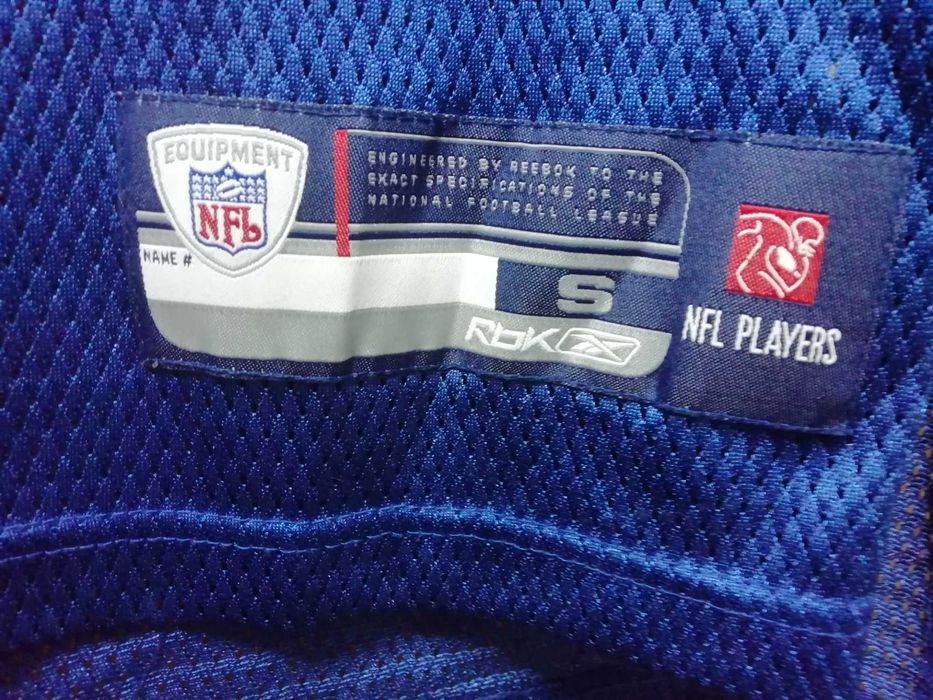 EQUIPMENT
NFL
ENGINEERED BY REEBOK TO THE
EXACT SPECIFICATIONS OF THE
NATIONAL FOOTBALL LEAGUE
NAME #
S
RBK
NFL PLAYERS